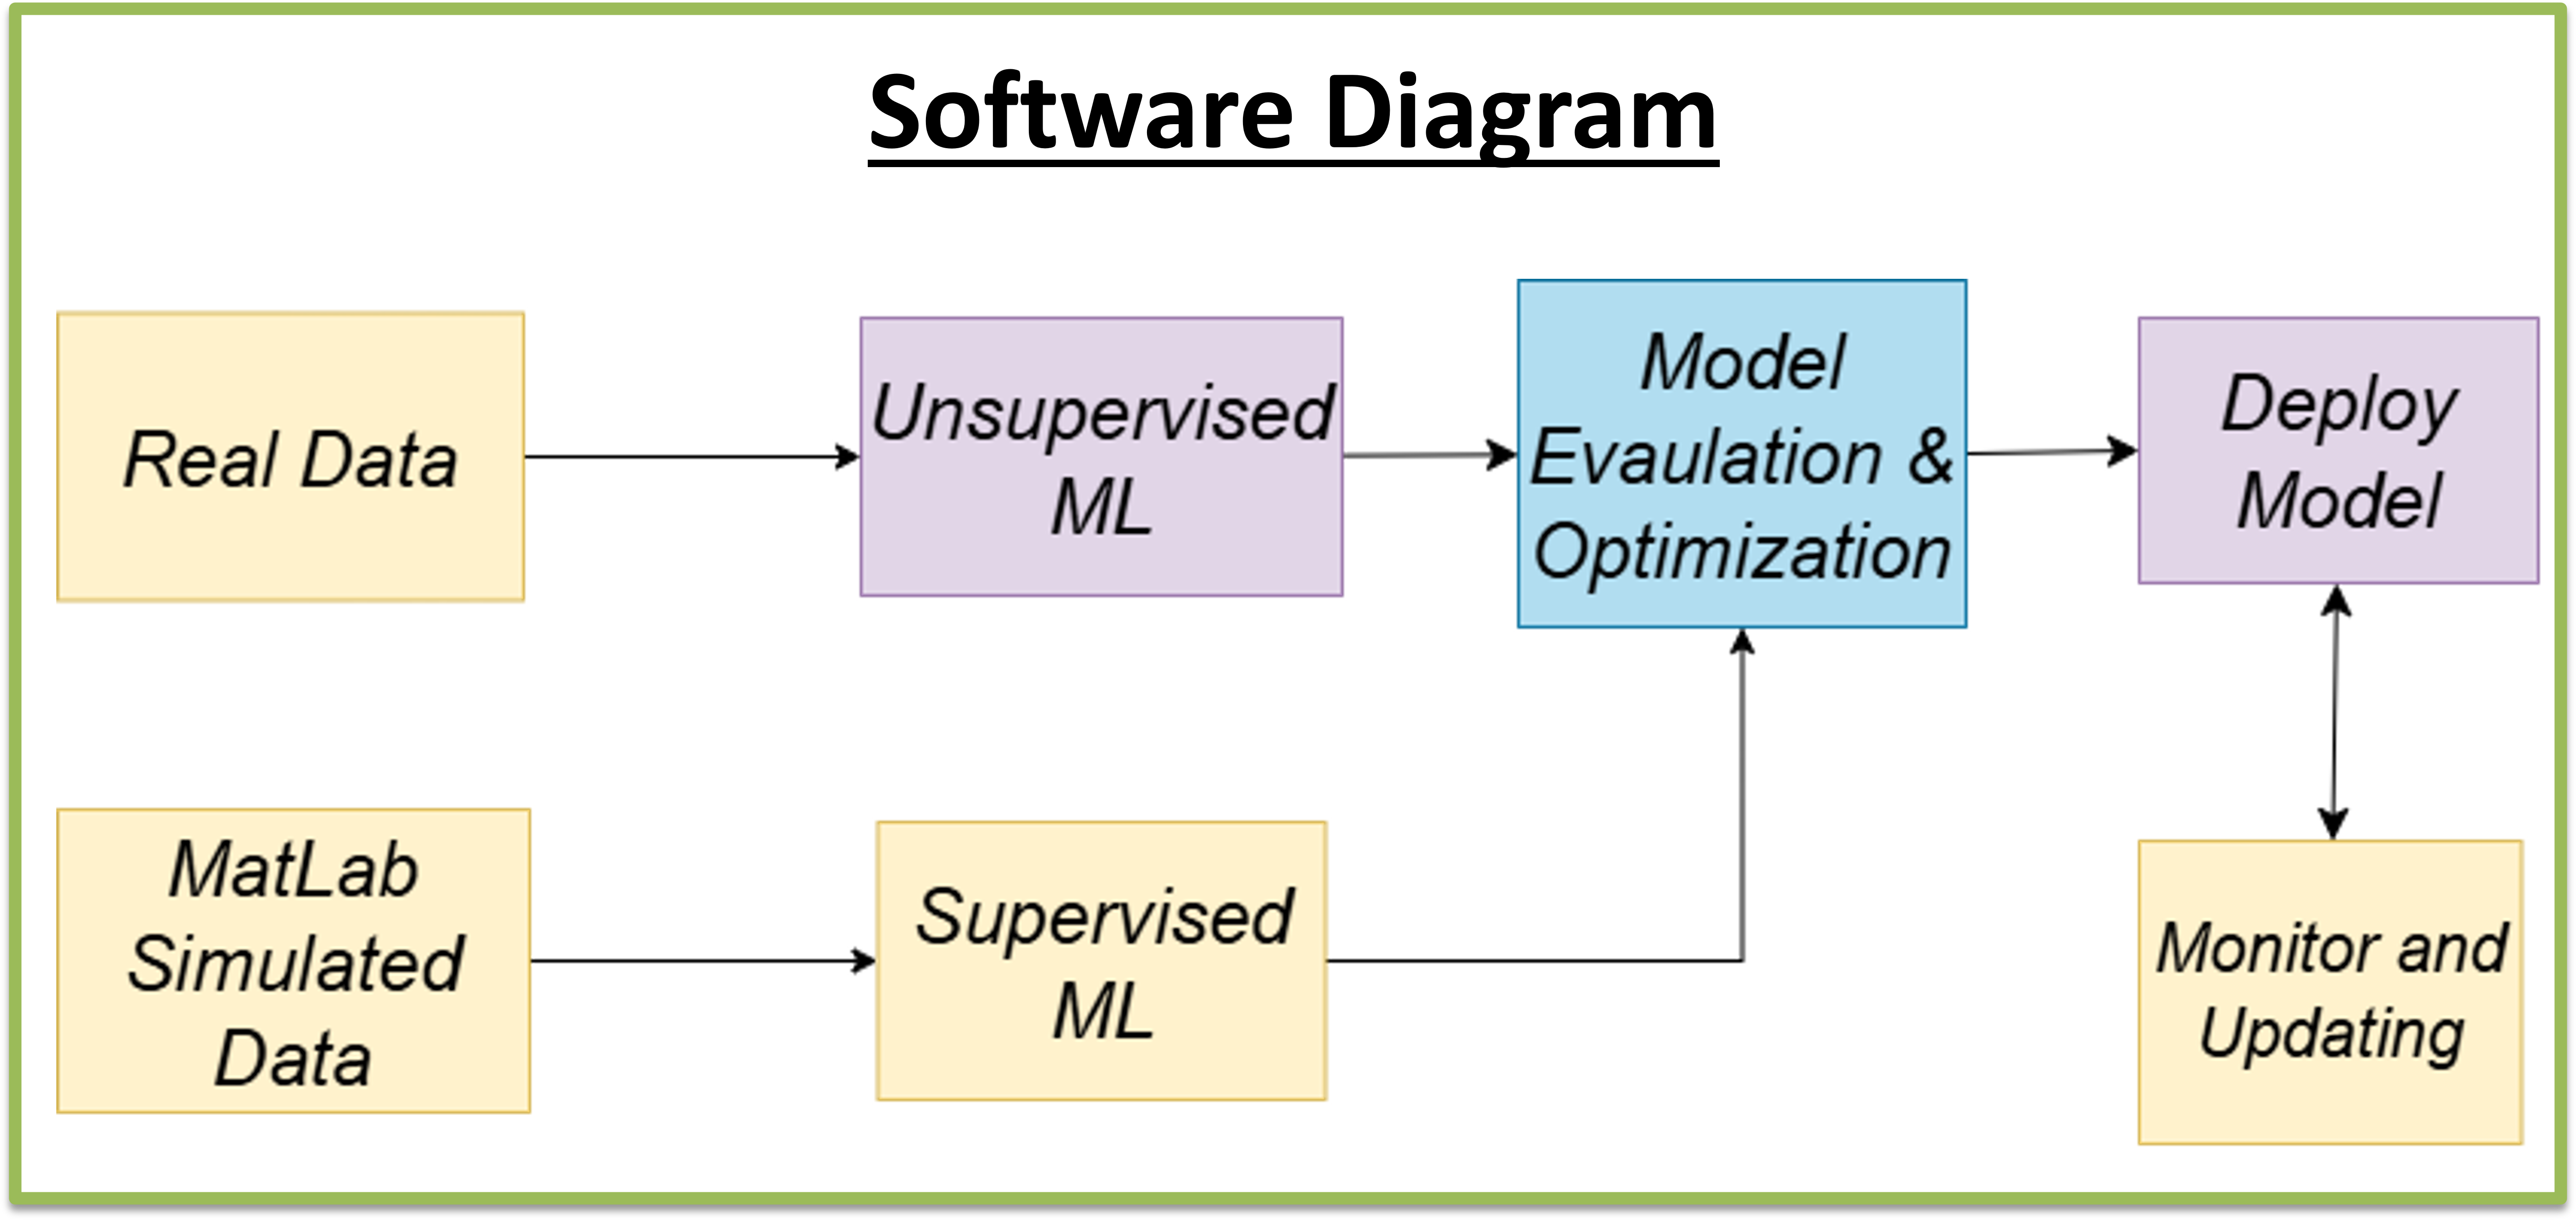 Software Diagram
Real Data
Unsupervised
ML
Model
Evaulation &
Optimization
Deploy
Model
MatLab
Simulated
Data
Supervised
ML
Monitor and
Updating